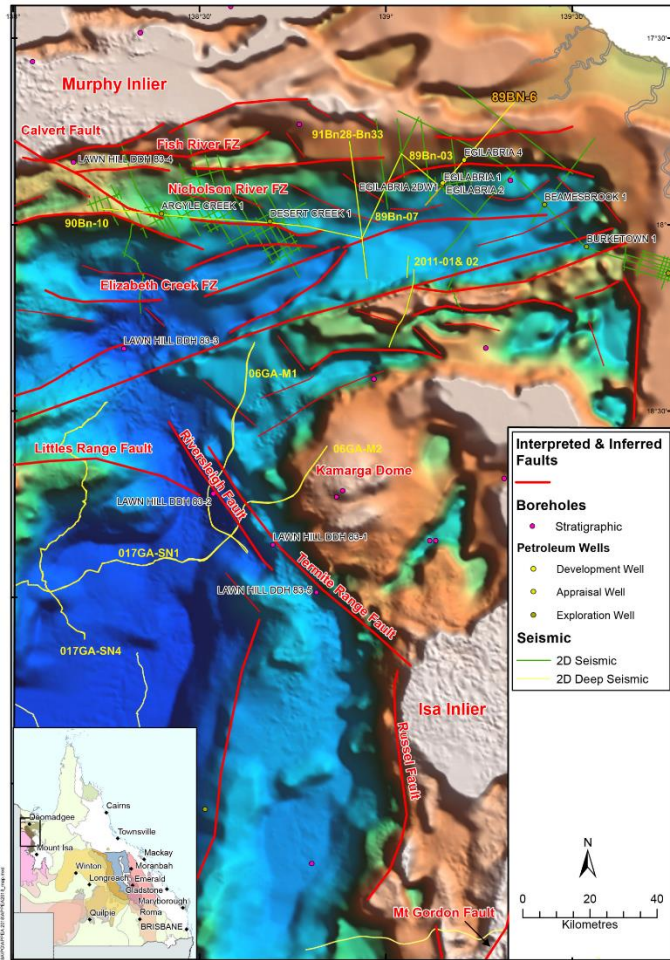 138°
138°30'
139°
139°30'
17°30'
Murphy Inlier
89BN-6
Calvert Fault
91Bn28-Bn33
Fish River FZ
89Bn-03
EGILABRIA 4
LAWN HILL DDH 83-4
Nicholson River FZ
EGILABRIA 1
EGILABRIA 2DW1
EGILABRIA 2
ARGYLE CREEK 1
DESERT CREEK 1
BEAMESBROOK 1
90Bn-10
89Bn-07
18°
BURKETOWN 1
2011-01& 02
Elizabeth Creek FZ
LAWN HILL DDH 83-3
06GA-M1
18°30'
Littles Range Fault
Riversleigh Fault
06GA-M2
Kamarga Dome
LAWN HILL DDH 83-2
LAWN HILL DDH 83-1
017GA-SN1
Termite Range Fault
LAWN HILL DDH 83-5
017GA-SN4
Isa Inlier
Russel Fault
Mt Gordon Fault
Interpreted & Inferred
Faults
Boreholes
Stratigraphic
Petroleum Wells
Development Well
Appraisal Well
Exploration Well
Seismic
2D Seismic
2D Deep Seismic
N
0 20 40
Kilometres
Cairns
Doomadgee
Townsville
Mount Isa
Mackay
Moranbah
Winton
Longreach
Emerald
Gladstone
Maryborough
Quilpie
Roma
BRISBANE